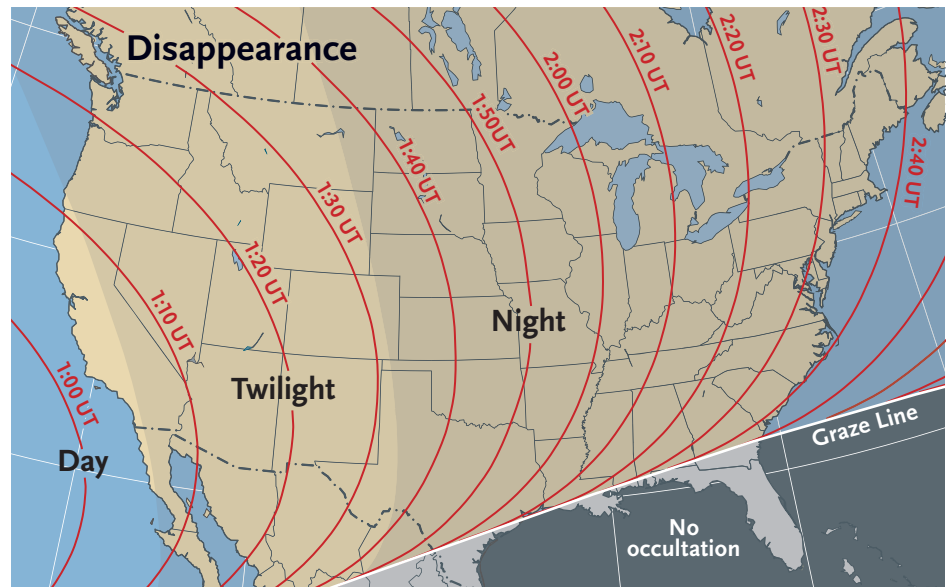 Disappearance
1:00 UT
1:10 UT
1:20 UT
1:30 UT
1:40 UT
1:50UT
2:00 UT
2:10 UT
2:20 UT
2:30 UT
2:40 UT
Day
Twilight
Night
Graze Line
No
occultation